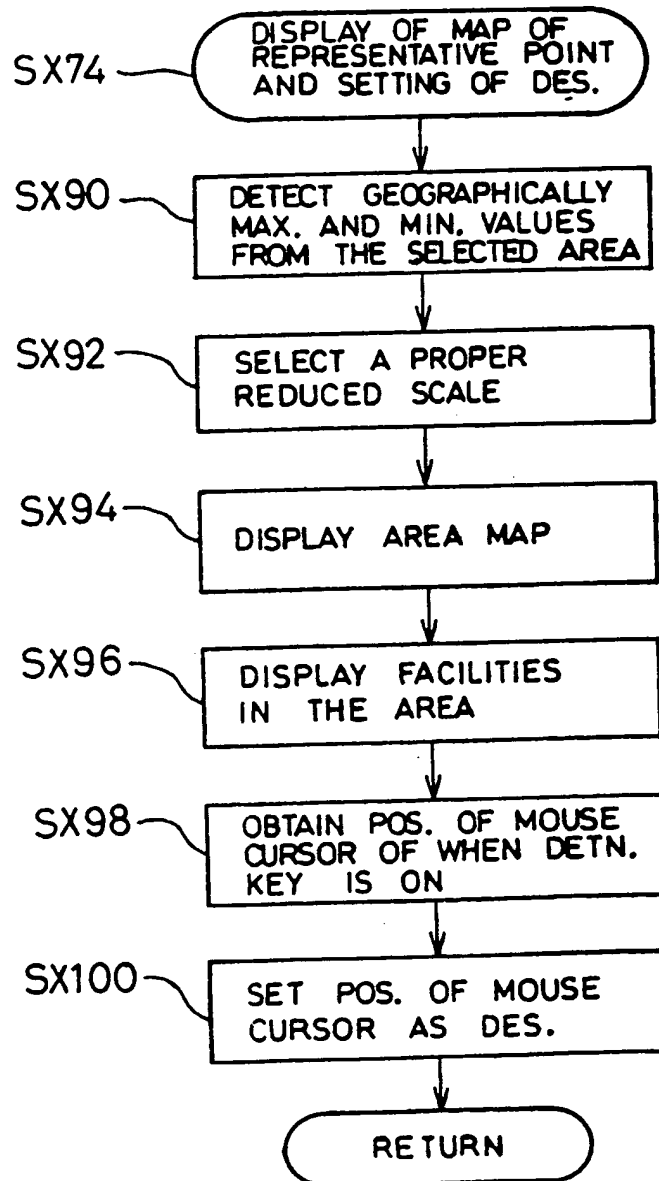 SX74
DISPLAY OF MAP OF
REPRESENTATIVE POINT
AND SETTING OF DES.
SX90
DETECT GEOGRAPHICALLY
MAX. AND MIN. VALUES
FROM THE SELECTED AREA
SX92
SELECT A PROPER
REDUCED SCALE
SX94
DISPLAY AREA MAP
SX96
DISPLAY FACILITIES
IN THE AREA
SX98
OBTAIN POS. OF MOUSE
CURSOR OF WHEN DETN.
KEY IS ON
SX100
SET POS. OF MOUSE
CURSOR AS DES.
RETURN